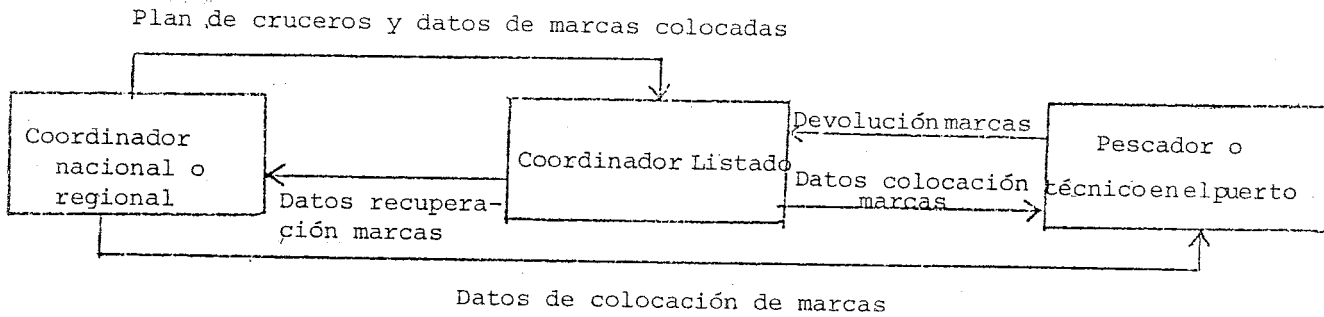 Plan de cruceros y datos de marcas colocadas
Coordinador
nacional o
regional
Datos recupera-
ción marcas
Coordinador Listado
Devolución marcas
Datos colocación
marcas
Pescador o
técnico en el puerto
Datos de colocación de marcas